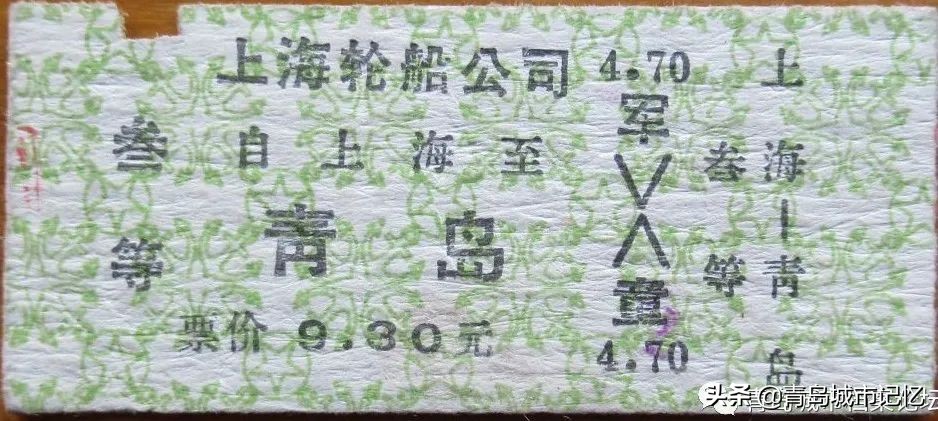 上海轮船公司
叁等
自上海至
青岛
票价 9.30元
4.70
军
童
4.70
叁等
上海—青岛
头条 @青岛城市记忆